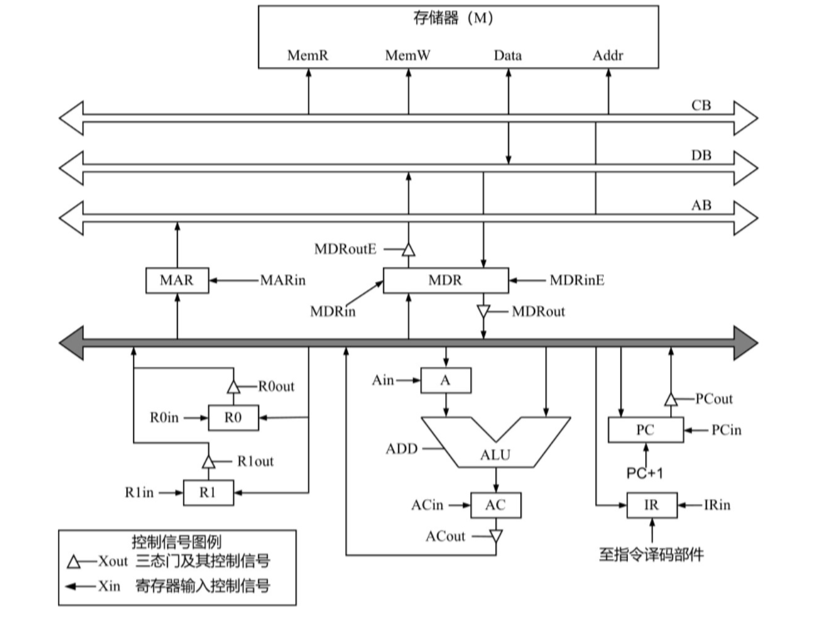 存储器（M）
MemR MemW Data Addr
CB
DB
AB
MDRoutE
MAR MARin MDR MDRinE
MDRin MDRout
R0out Ain A
R0in R0 PCout
ADD ALU PC PCin
R1out PC+1
R1in R1 ACin AC IR IRin
ACout
控制信号图例 至指令译码部件
Xout 三态门及其控制信号
Xin 寄存器输入控制信号